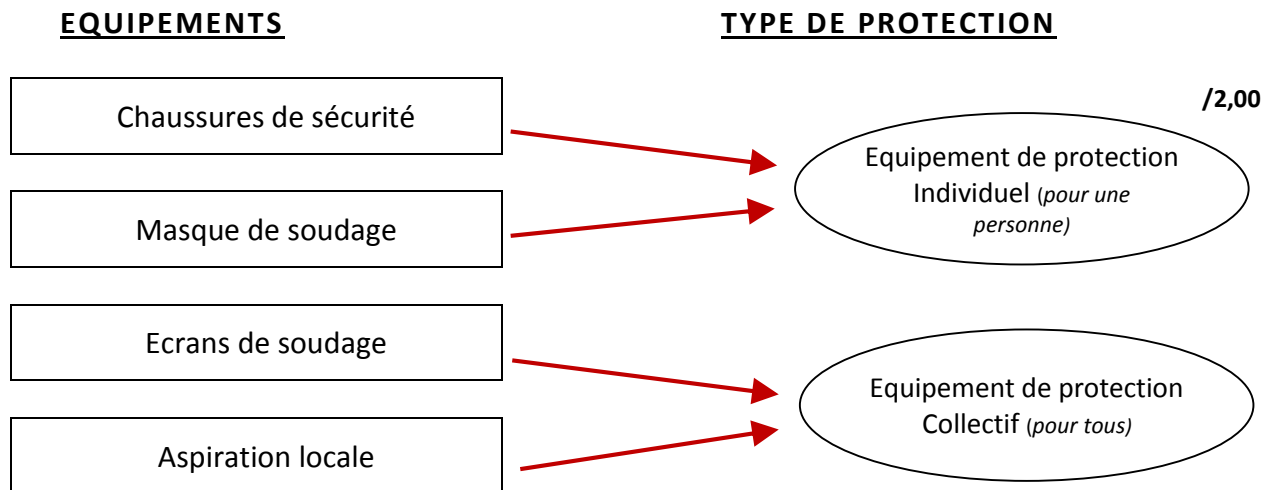 EQUIPEMENTS
TYPE DE PROTECTION
/2,00
Chaussures de sécurité
Masque de soudage
Equipement de protection
Individuel (pour une
personne)
Ecrans de soudage
Aspiration locale
Equipement de protection
Collectif (pour tous)